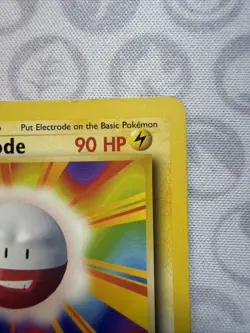 Put Electrode on the Basic Pokémon
ode 90 HP